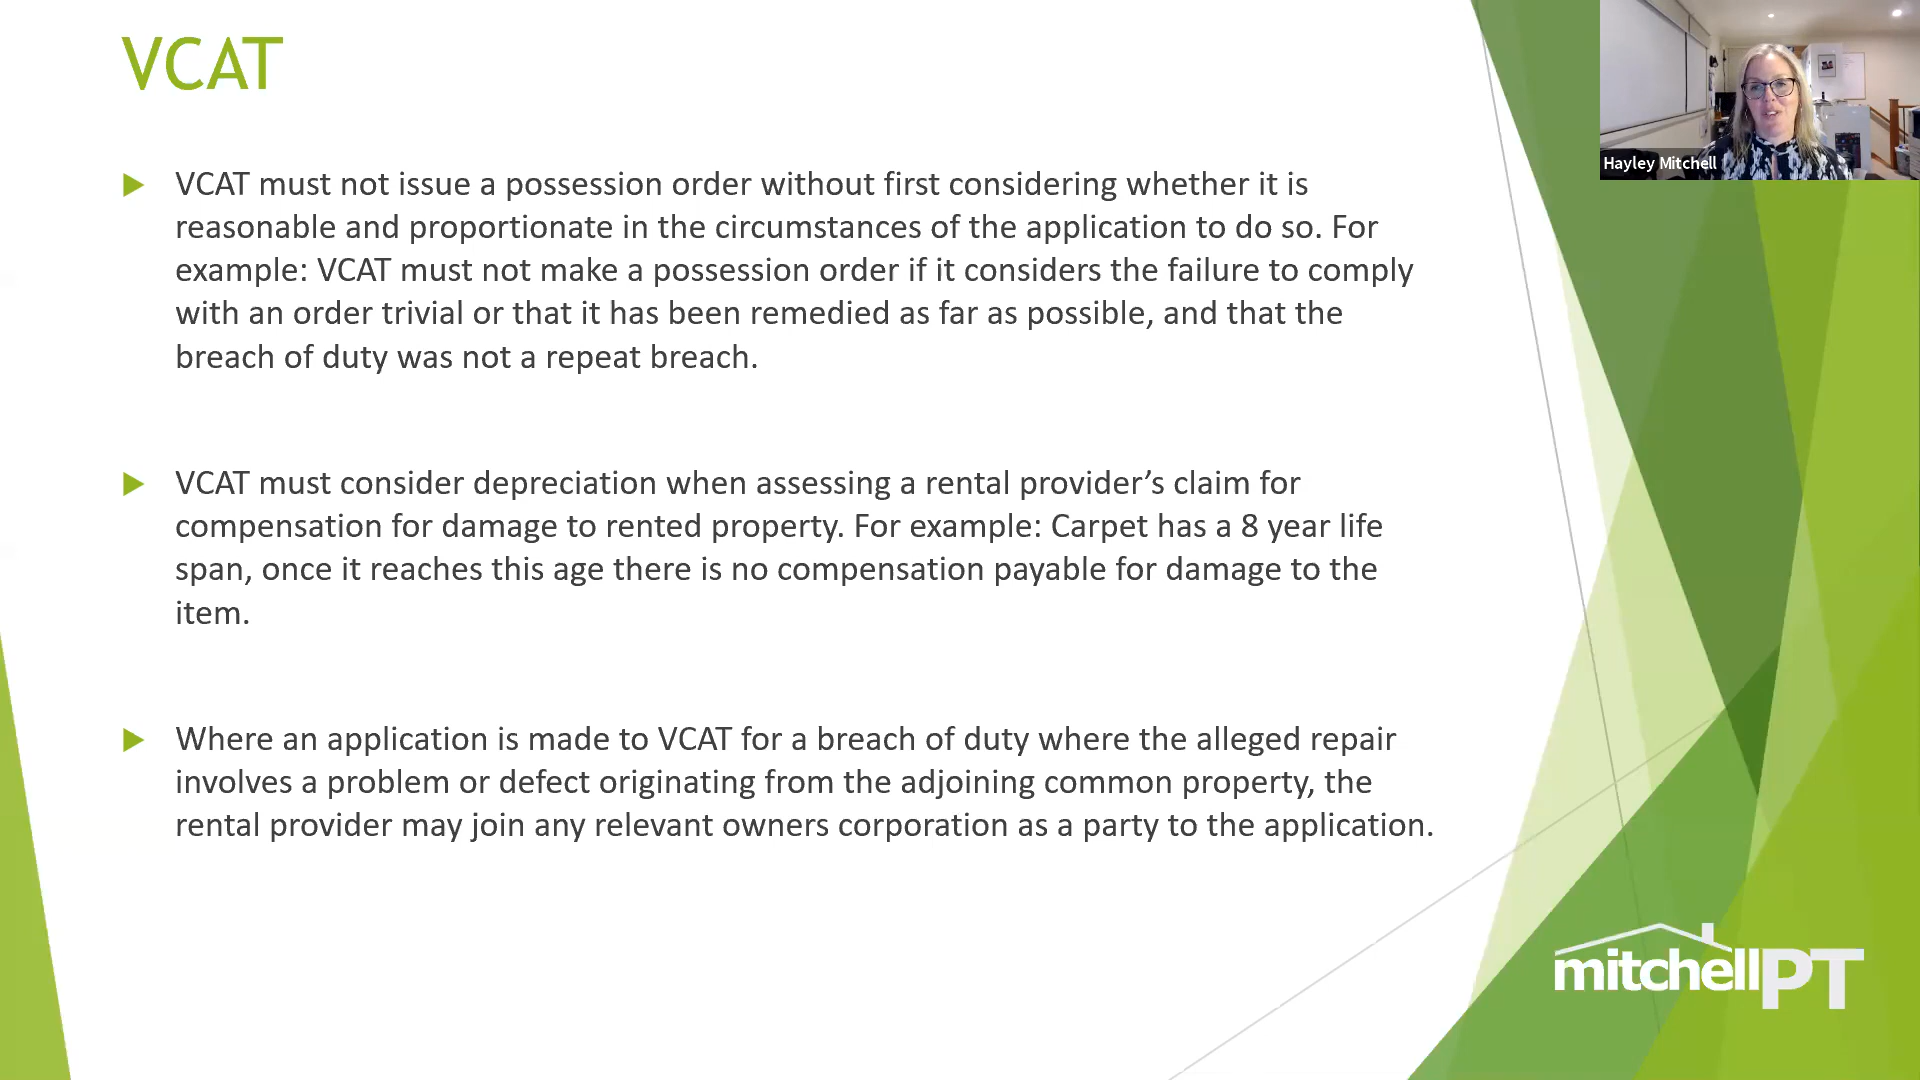 VCAT
Hayley Mitchell
VCAT must not issue a possession order without first considering whether it is
reasonable and proportionate in the circumstances of the application to do so. For
example: VCAT must not make a possession order if it considers the failure to comply
with an order trivial or that it has been remedied as far as possible, and that the
breach of duty was not a repeat breach.
VCAT must consider depreciation when assessing a rental provider’s claim for
compensation for damage to rented property. For example: Carpet has a 8 year life
span, once it reaches this age there is no compensation payable for damage to the
item.
Where an application is made to VCAT for a breach of duty where the alleged repair
involves a problem or defect originating from the adjoining common property, the
rental provider may join any relevant owners corporation as a party to the application.
mitchellPT